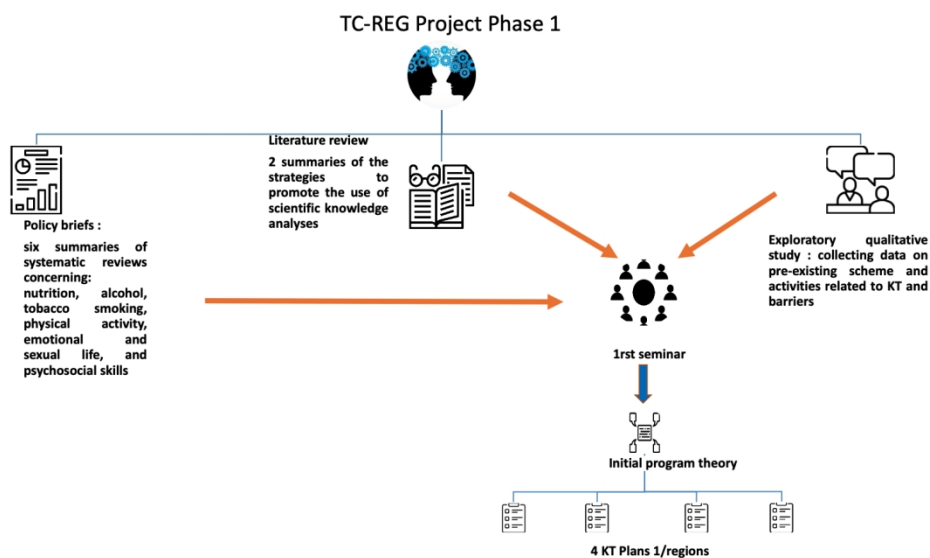 TC-REG Project Phase 1
Literature review
2 summaries of the
strategies to
promote the use of
scientific knowledge
analyses
Policy briefs :
six summaries of
systematic reviews
concerning:
nutrition, alcohol,
tobacco smoking,
physical activity,
emotional and
sexual life, and
psychosocial skills
Exploratory qualitative
study : collecting data on
pre-existing scheme and
activities related to KT and
barriers
1rst seminar
Initial program theory
4 KT Plans 1/regions